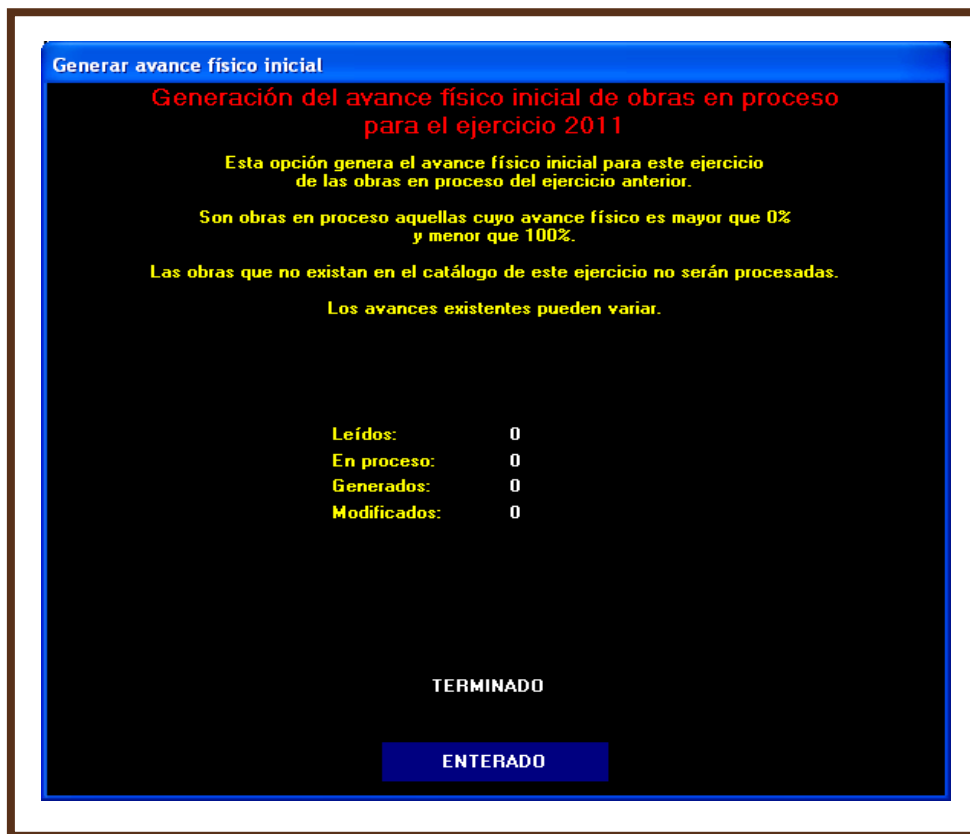 Generar avance físico inicial
Generación del avance físico inicial de obras en proceso
para el ejercicio 2011
Esta opción genera el avance físico inicial para este ejercicio
de las obras en proceso del ejercicio anterior.
Son obras en proceso aquellas cuyo avance físico es mayor que 0%
y menor que 100%.
Las obras que no existan en el catálogo de este ejercicio no serán procesadas.
Los avances existentes pueden variar.
Leídos: 0
En proceso: 0
Generados: 0
Modificados: 0
TERMINADO
ENTERADO